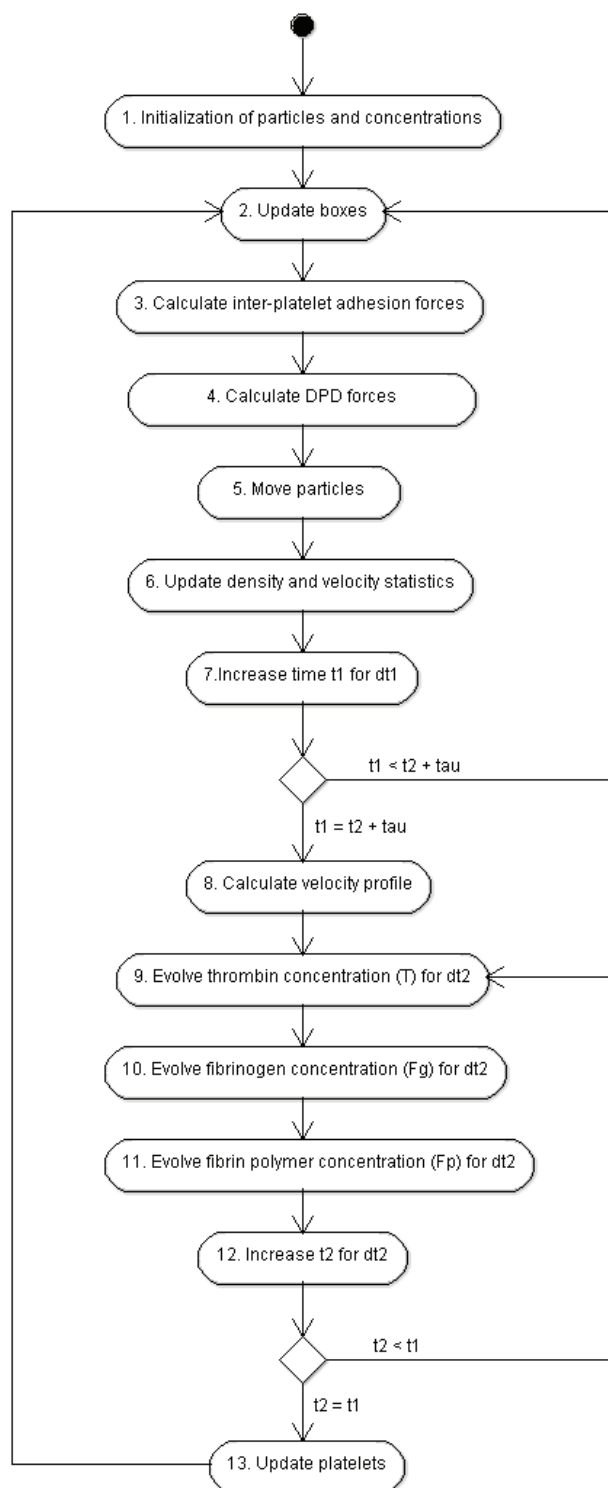 1. Initialization of particles and concentrations
2. Update boxes
3. Calculate inter-platelet adhesion forces
4. Calculate DPD forces
5. Move particles
6. Update density and velocity statistics
7.Increase time t1 for dt1
t1 < t2 + tau
t1 = t2 + tau
8. Calculate velocity profile
9. Evolve thrombin concentration (T) for dt2
10. Evolve fibrinogen concentration (Fg) for dt2
11. Evolve fibrin polymer concentration (Fp) for dt2
12. Increase t2 for dt2
t2 < t1
t2 = t1
13. Update platelets